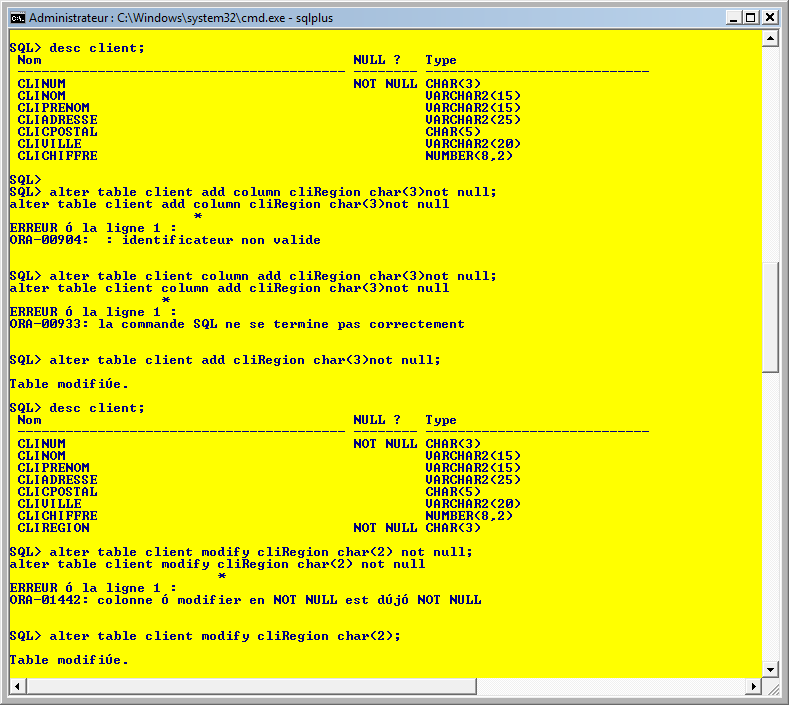 Administrateur : C:\Windows\system32\cmd.exe - sqlplus
SQL> desc client;
Nom NULL ? Type
----------------------------------------- -------- ----------------------------
CLINUM NOT NULL CHAR(3)
CLINOM VARCHAR2(15)
CLIPRENOM VARCHAR2(15)
CLIADRESSE VARCHAR2(25)
CLICPOSTAL CHAR(5)
CLIVILLE VARCHAR2(20)
CLICHIFFRE NUMBER(8,2)
SQL>
SQL> alter table client add column cliRegion char(3)not null;
alter table client add column cliRegion char(3)not null
*
ERREUR ó la ligne 1 :
ORA-00904:  : identificateur non valide
SQL> alter table client column add cliRegion char(3)not null;
alter table client column add cliRegion char(3)not null
*
ERREUR ó la ligne 1 :
ORA-00933: la commande SQL ne se termine pas correctement
SQL> alter table client add cliRegion char(3)not null;
Table modifiÚe.
SQL> desc client;
Nom NULL ? Type
----------------------------------------- -------- ----------------------------
CLINUM NOT NULL CHAR(3)
CLINOM VARCHAR2(15)
CLIPRENOM VARCHAR2(15)
CLIADRESSE VARCHAR2(25)
CLICPOSTAL CHAR(5)
CLIVILLE VARCHAR2(20)
CLICHIFFRE NUMBER(8,2)
CLIREGION NOT NULL CHAR(3)
SQL> alter table client modify cliRegion char(2) not null;
alter table client modify cliRegion char(2) not null
*
ERREUR ó la ligne 1 :
ORA-01442: colonne ó modifier en NOT NULL est dÚjó NOT NULL
SQL> alter table client modify cliRegion char(2);
Table modifiÚe.